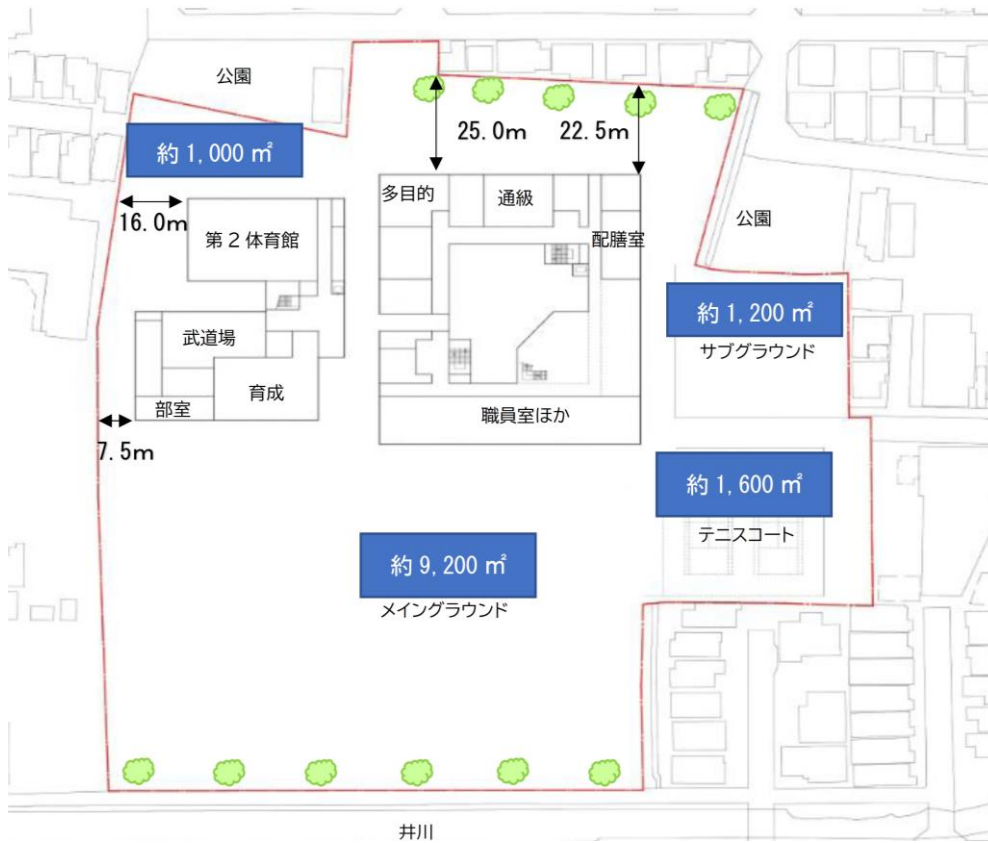 公園
25.0m
22.5m
約 1,000 ㎡
多目的
通級
16.0m
第 2 体育館
配膳室
公園
約 1,200 ㎡
サブグラウンド
武道場
育成
部室
職員室ほか
7.5m
約 1,600 ㎡
テニスコート
約 9,200 ㎡
メイングラウンド
井川